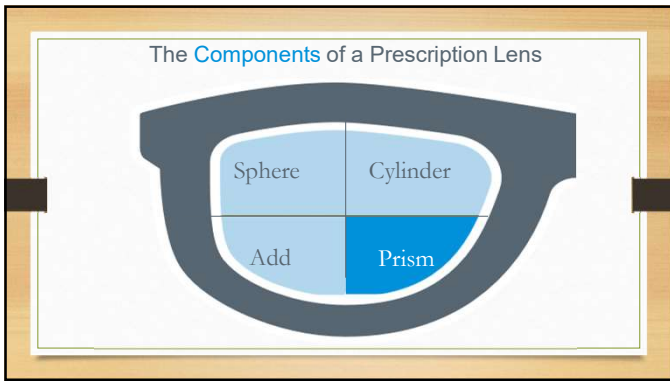 The Components of a Prescription Lens
Sphere Cylinder
Add Prism